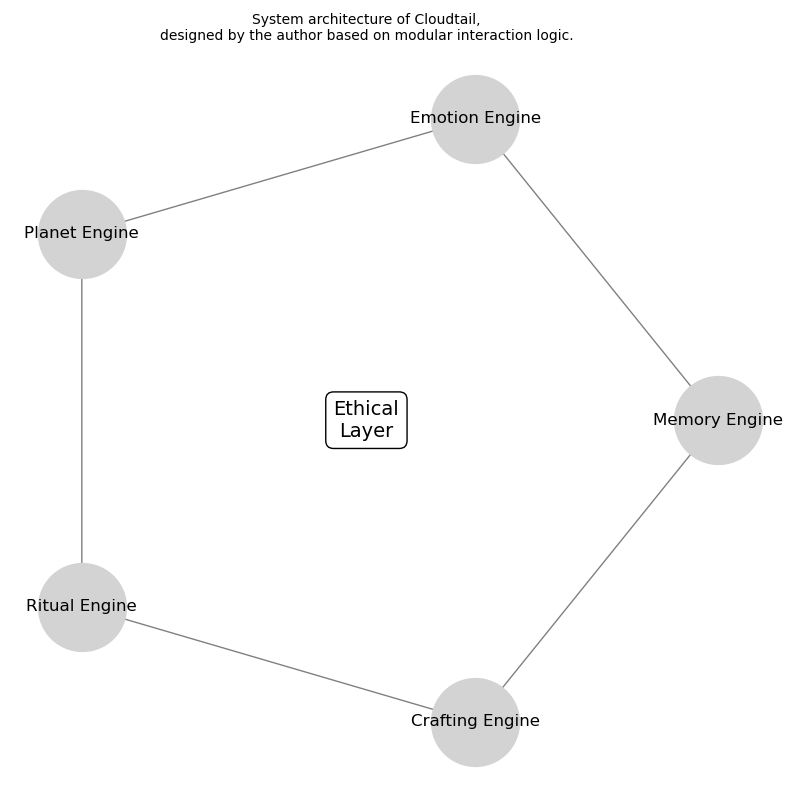 System architecture of Cloudtail,
designed by the author based on modular interaction logic.
Emotion Engine
Planet Engine
Ethical
Layer
Memory Engine
Ritual Engine
Crafting Engine